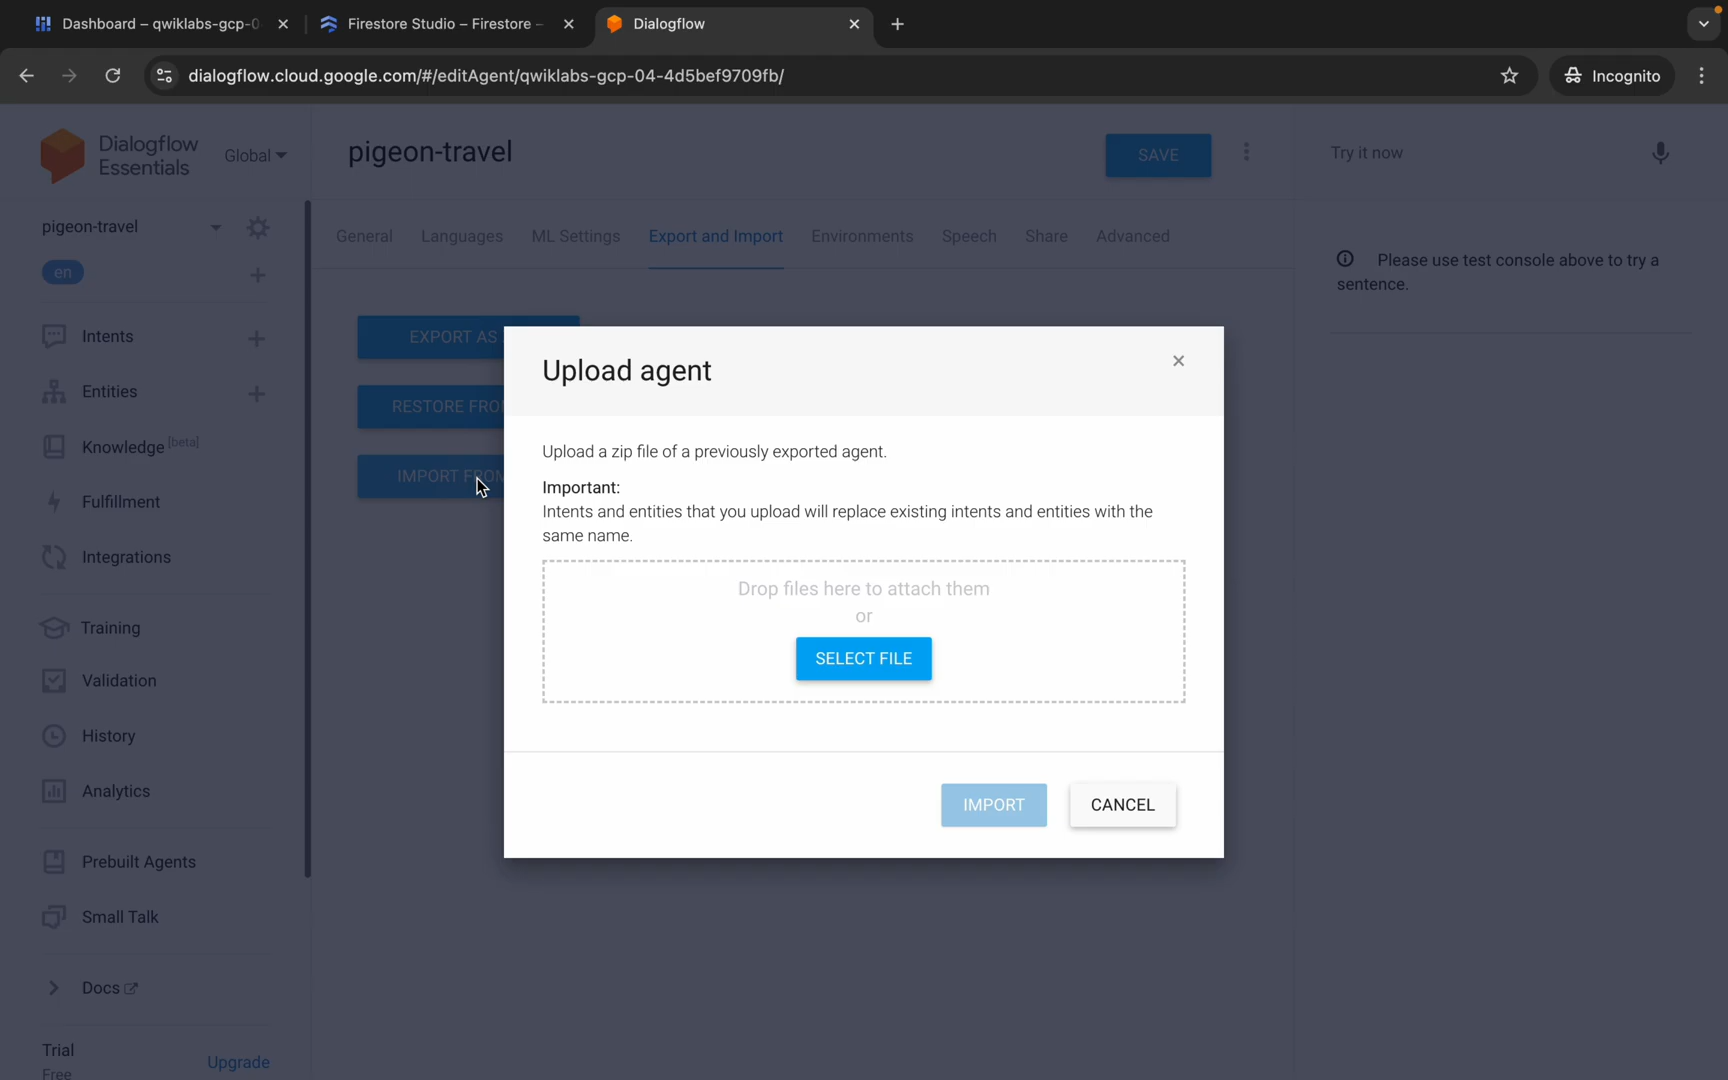 Dashboard – qwiklabs-gcp-0
Firestore Studio – Firestore –
Dialogflow
dialogflow.cloud.google.com/#/editAgent/qwiklabs-gcp-04-4d5bef9709fb/
Incognito
Dialogflow
Essentials
Global
pigeon-travel
SAVE
Try it now
pigeon-travel
en
General
Languages
ML Settings
Export and Import
Environments
Speech
Share
Advanced
Please use test console above to try a
sentence.
Intents
Entities
Knowledge [beta]
Fulfillment
Integrations
Training
Validation
History
Analytics
Prebuilt Agents
Small Talk
Docs
Trial
Free
Upgrade
EXPORT AS
RESTORE FROM
IMPORT FROM
Upload agent
Upload a zip file of a previously exported agent.
Important:
Intents and entities that you upload will replace existing intents and entities with the
same name.
Drop files here to attach them
or
SELECT FILE
IMPORT
CANCEL